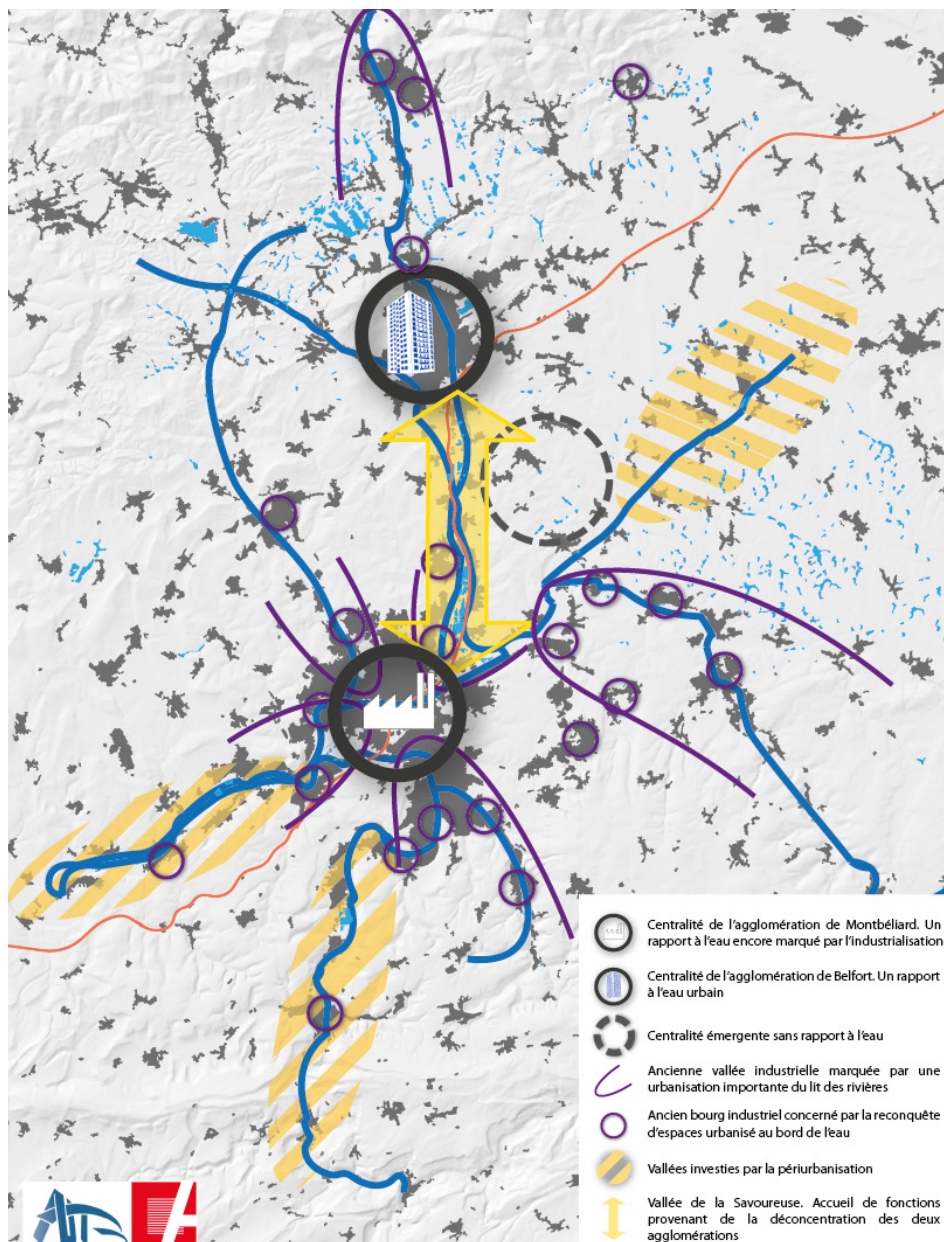 Centralité de l'agglomération de Montbéliard. Un
rapport à l'eau encore marqué par l'industrialisation
Centralité de l'agglomération de Belfort. Un rapport
à l'eau urbain
Centralité émergente sans rapport à l'eau
Ancienne vallée industrielle marquée par une
urbanisation importante du lit des rivières
Ancien bourg industriel concerné par la reconquête
d'espaces urbanisé au bord de l'eau
Vallées investies par la périurbanisation
Vallée de la Savoureuse. Accueil de fonctions
provenant de la déconcentration des deux
agglomérations